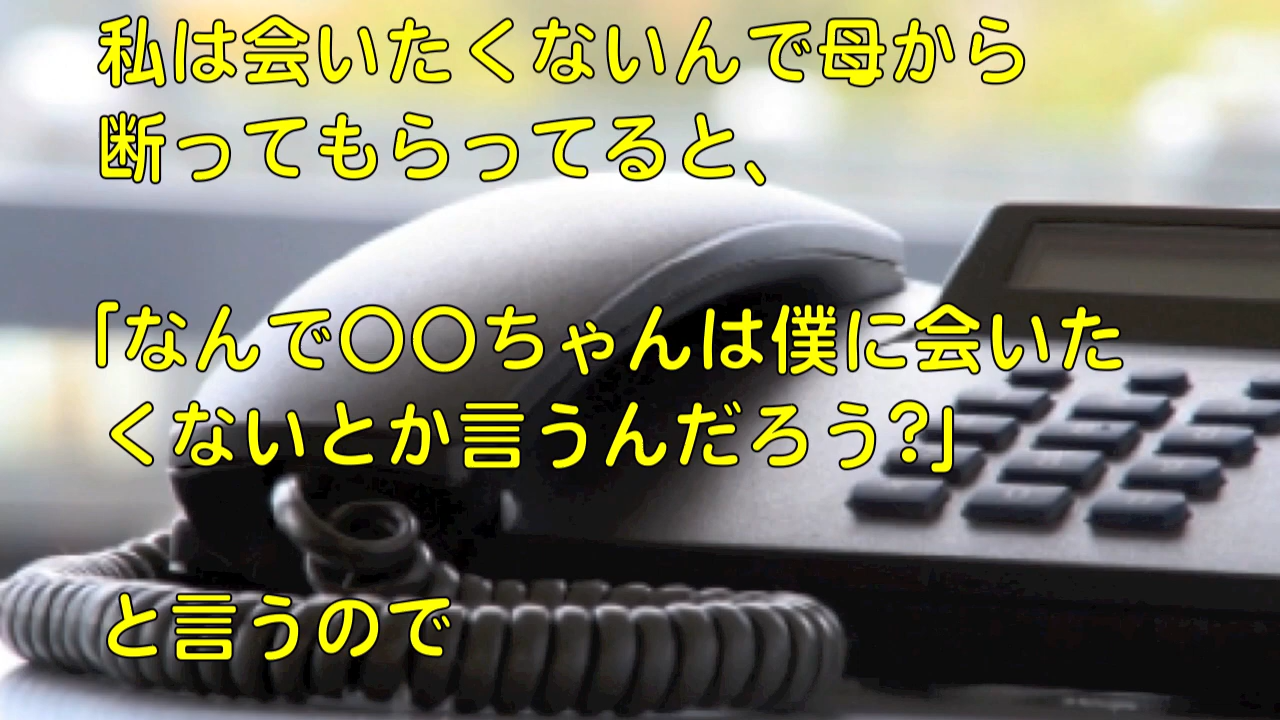 私は会いたくないんで母から
断ってもらってると、
「なんで〇〇ちゃんは僕に会いた
くないとか言うんだろう?」
と言うので